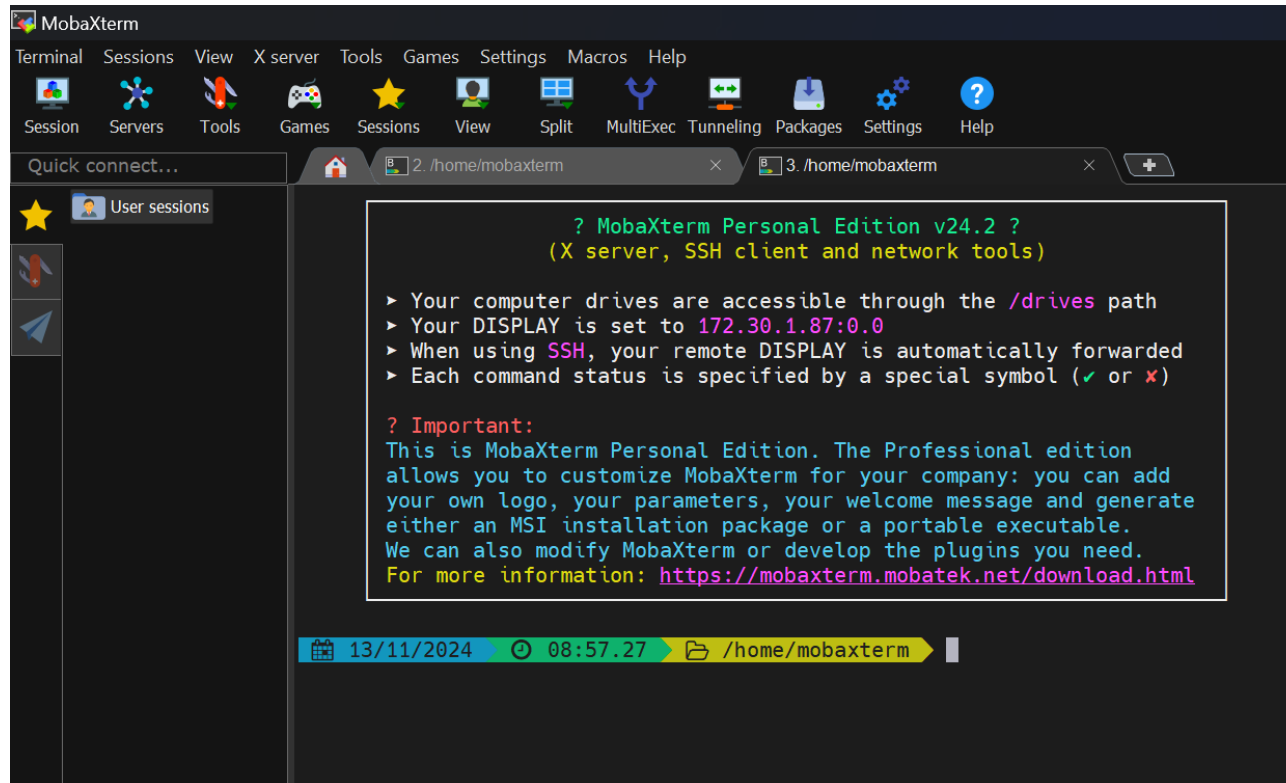 MobaXterm
Terminal Sessions View X server Tools Games Settings Macros Help
Session Servers Tools Games Sessions View Split MultiExec Tunneling Packages Settings Help
Quick connect... 2. /home/mobaxterm 3. /home/mobaxterm
User sessions
? MobaXterm Personal Edition v24.2 ?
(X server, SSH client and network tools)
➤ Your computer drives are accessible through the /drives path
➤ Your DISPLAY is set to 172.30.1.87:0.0
➤ When using SSH, your remote DISPLAY is automatically forwarded
➤ Each command status is specified by a special symbol (✔ or ✘)
? Important:
This is MobaXterm Personal Edition. The Professional edition
allows you to customize MobaXterm for your company: you can add
your own logo, your parameters, your welcome message and generate
either an MSI installation package or a portable executable.
We can also modify MobaXterm or develop the plugins you need.
For more information: https://mobaxterm.mobatek.net/download.html
13/11/2024 08:57.27 /home/mobaxterm